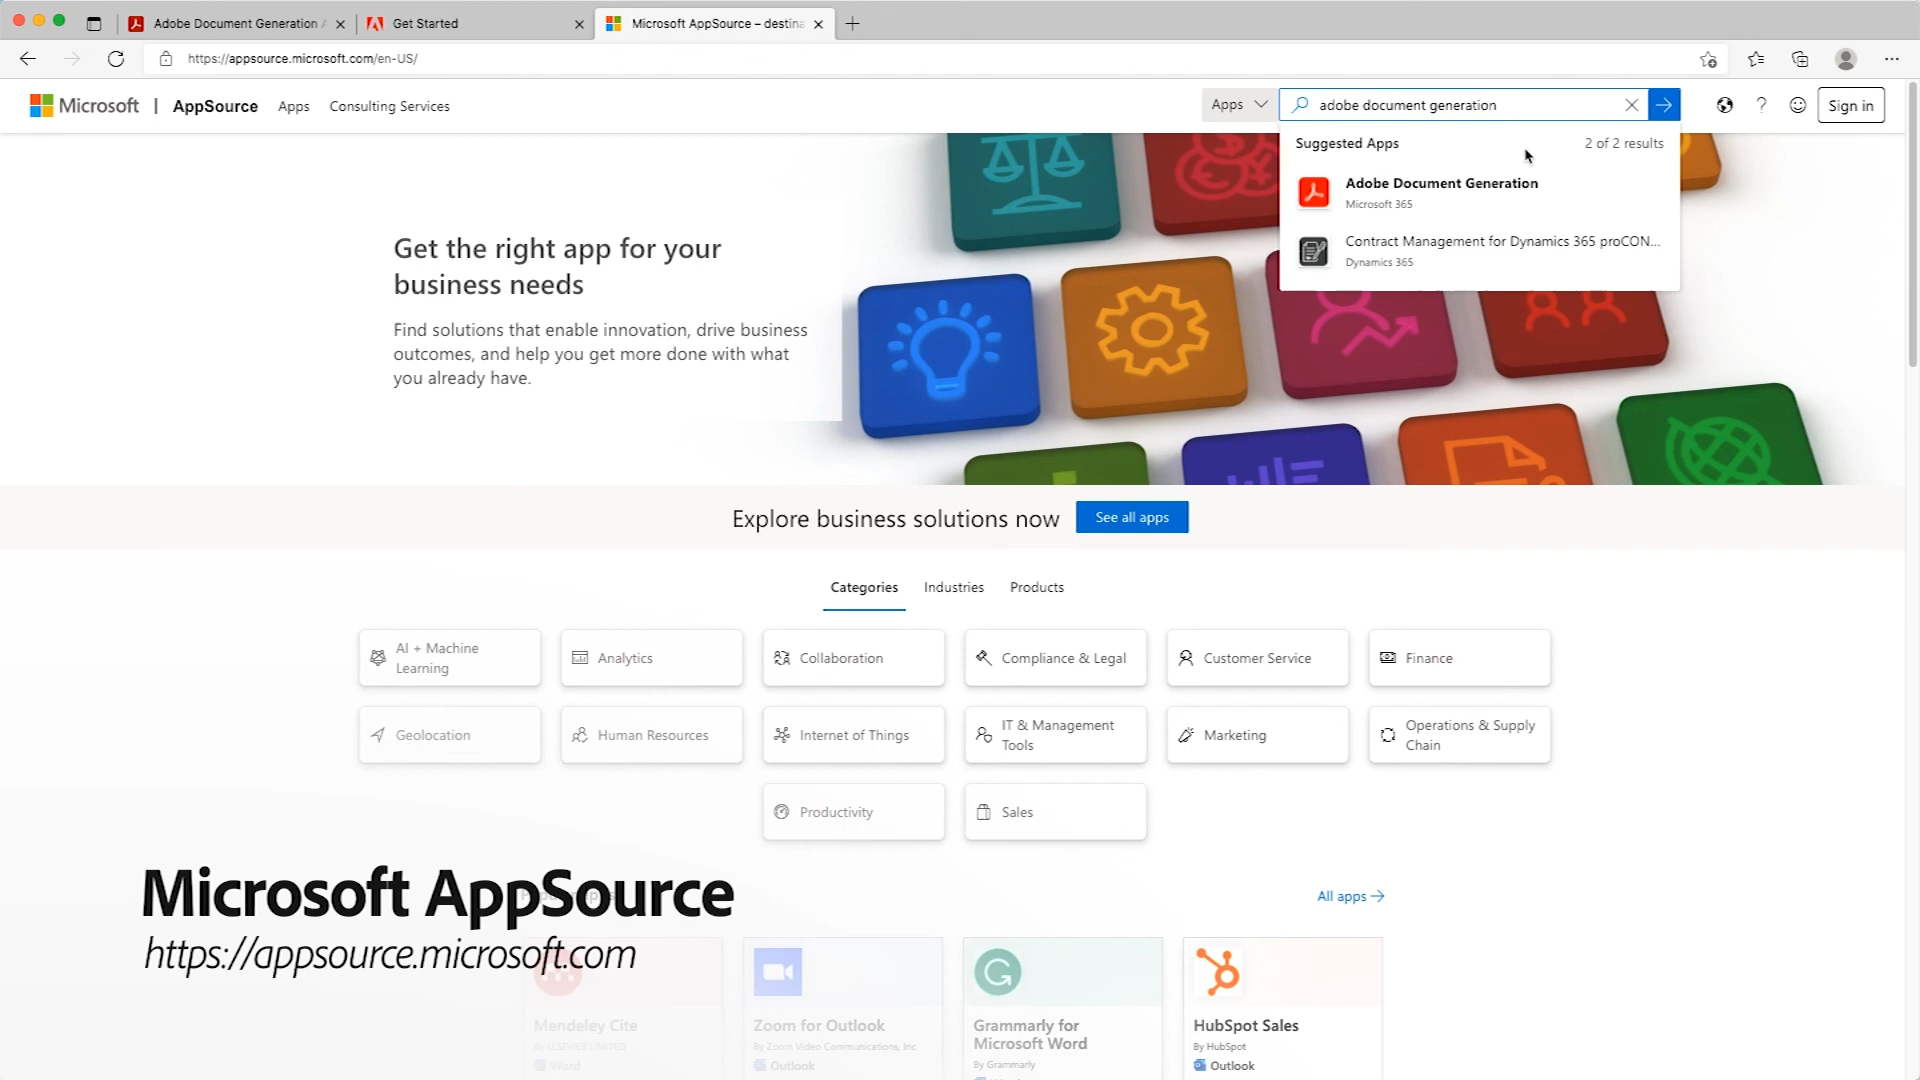 Adobe Document Generation A
Get Started
Microsoft AppSource – destina
https://appsource.microsoft.com/en-US/
Microsoft | AppSource Apps Consulting Services
Apps
adobe document generation
Sign in
Suggested Apps
2 of 2 results
Adobe Document Generation
Microsoft 365
Contract Management for Dynamics 365 proCON...
Dynamics 365
Get the right app for your
business needs
Find solutions that enable innovation, drive business
outcomes, and help you get more done with what
you already have.
Explore business solutions now
See all apps
Categories Industries Products
AI + Machine
Learning
Analytics
Collaboration
Compliance & Legal
Customer Service
Finance
Geolocation
Human Resources
Internet of Things
IT & Management
Tools
Marketing
Operations & Supply
Chain
Productivity
Sales
Microsoft AppSource
https://appsource.microsoft.com
All apps
Mendeley Cite
By ELSEVIER LIMITED
Word
Zoom for Outlook
By Zoom Video Communications, Inc
Outlook
Grammarly for
Microsoft Word
By Grammarly
HubSpot Sales
By HubSpot
Outlook